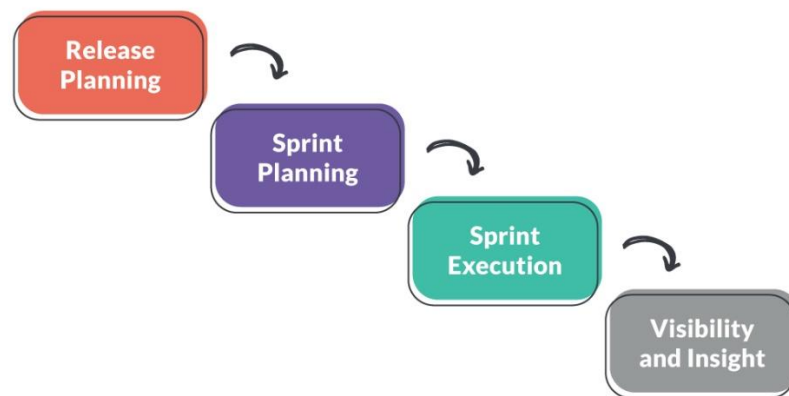 Release
Planning
Sprint
Planning
Sprint
Execution
Visibility
and Insight